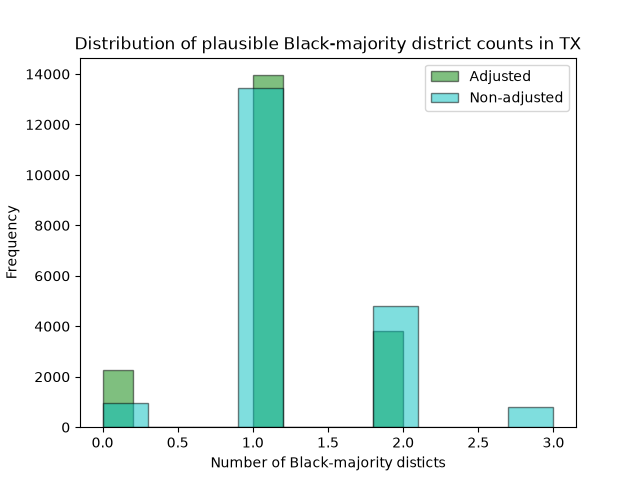 Distribution of plausible Black-majority district counts in TX
Adjusted
Non-adjusted
14000
12000
10000
8000
6000
4000
2000
0
Frequency
0.0 0.5 1.0 1.5 2.0 2.5 3.0
Number of Black-majority disticts